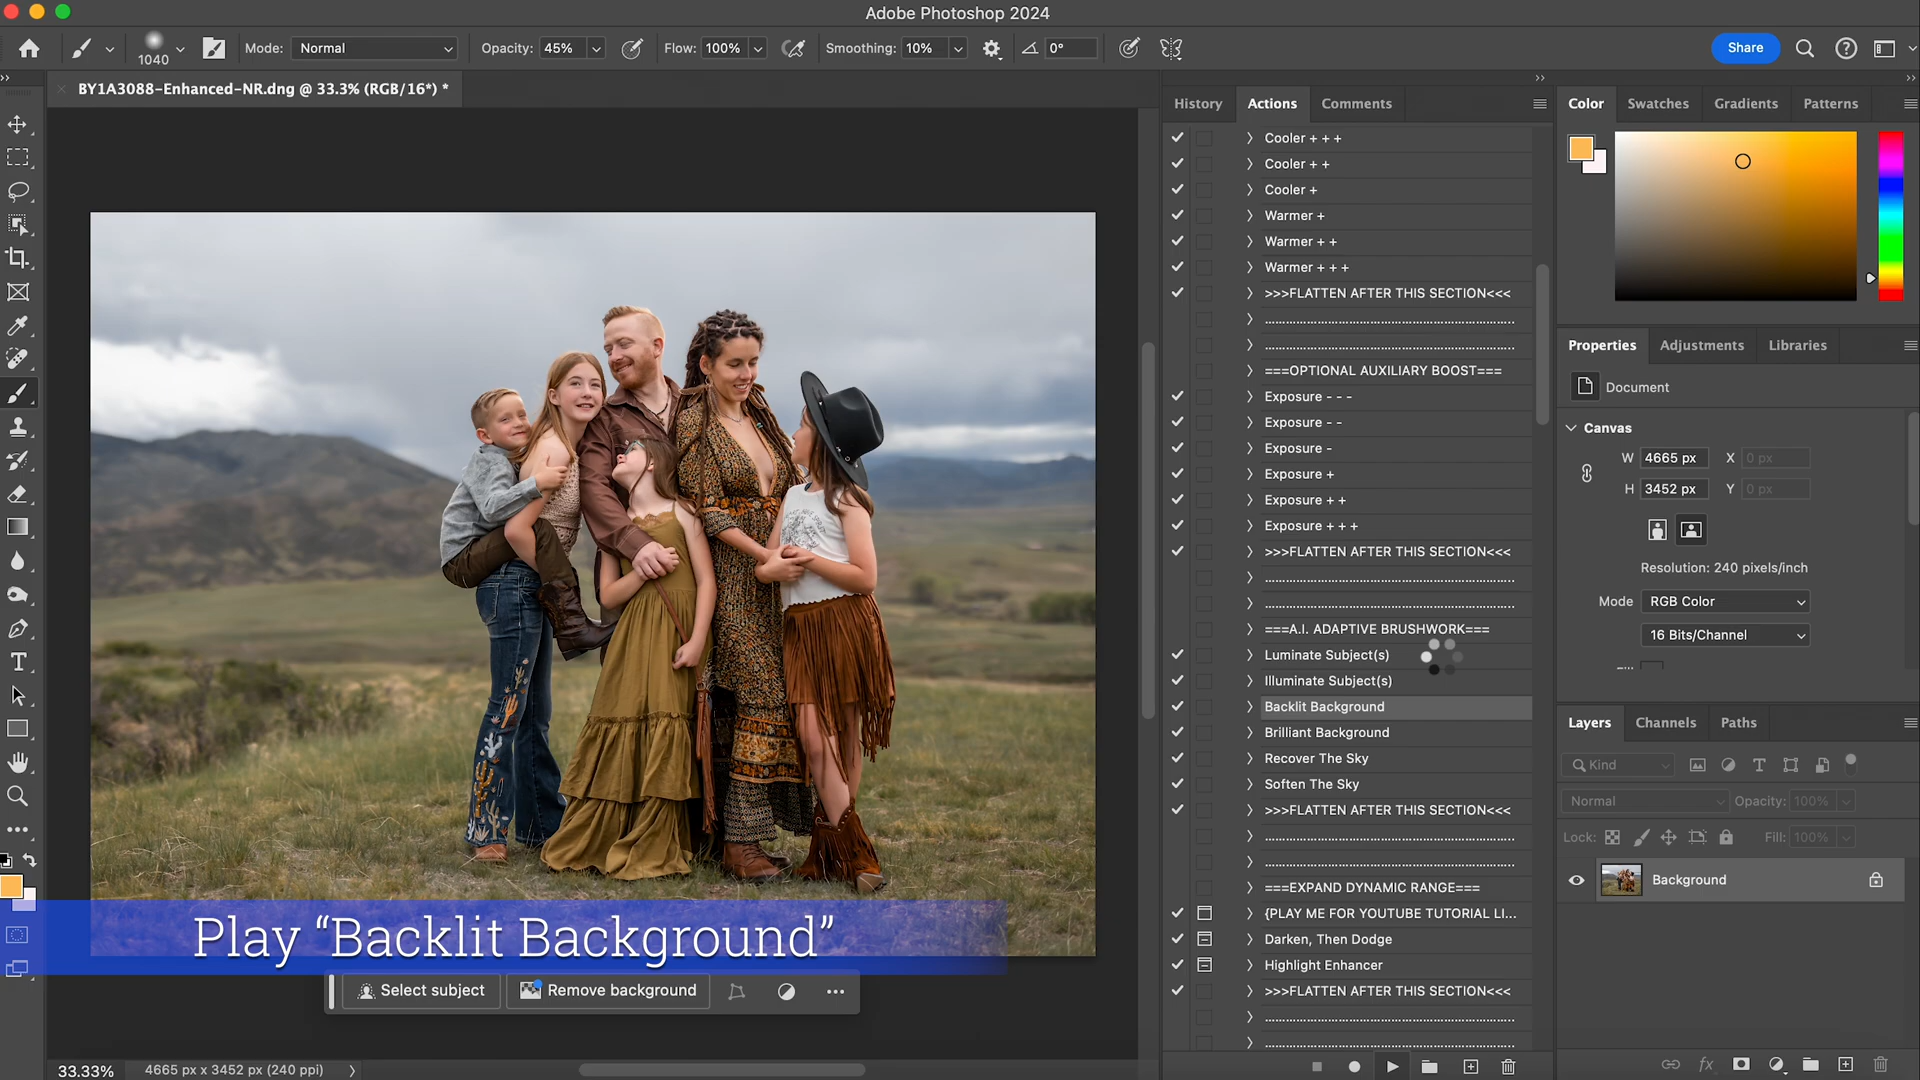 Adobe Photoshop 2024
1040
Mode: Normal
Opacity: 45%
Flow: 100%
Smoothing: 10%
0°
Share
BY1A3088-Enhanced-NR.dng @ 33.3% (RGB/16*) *
History Actions Comments
Cooler + + +
Cooler + +
Cooler +
Warmer +
Warmer + +
Warmer + + +
>>>FLATTEN AFTER THIS SECTION<<<
===OPTIONAL AUXILIARY BOOST===
Exposure - - -
Exposure - -
Exposure -
Exposure +
Exposure + +
Exposure + + +
>>>FLATTEN AFTER THIS SECTION<<<
===A.I. ADAPTIVE BRUSHWORK===
Luminate Subject(s)
Illuminate Subject(s)
Backlit Background
Brilliant Background
Recover The Sky
Soften The Sky
>>>FLATTEN AFTER THIS SECTION<<<
===EXPAND DYNAMIC RANGE===
{PLAY ME FOR YOUTUBE TUTORIAL LI...
Darken, Then Dodge
Highlight Enhancer
>>>FLATTEN AFTER THIS SECTION<<<
Color Swatches Gradients Patterns
Properties Adjustments Libraries
Document
Canvas
W 4665 px X 0 px
H 3452 px Y 0 px
Resolution: 240 pixels/inch
Mode RGB Color
16 Bits/Channel
Layers Channels Paths
Kind
Normal Opacity: 100%
Lock: Fill: 100%
Background
Play “Backlit Background”
Select subject Remove background
33.33% 4665 px x 3452 px (240 ppi)